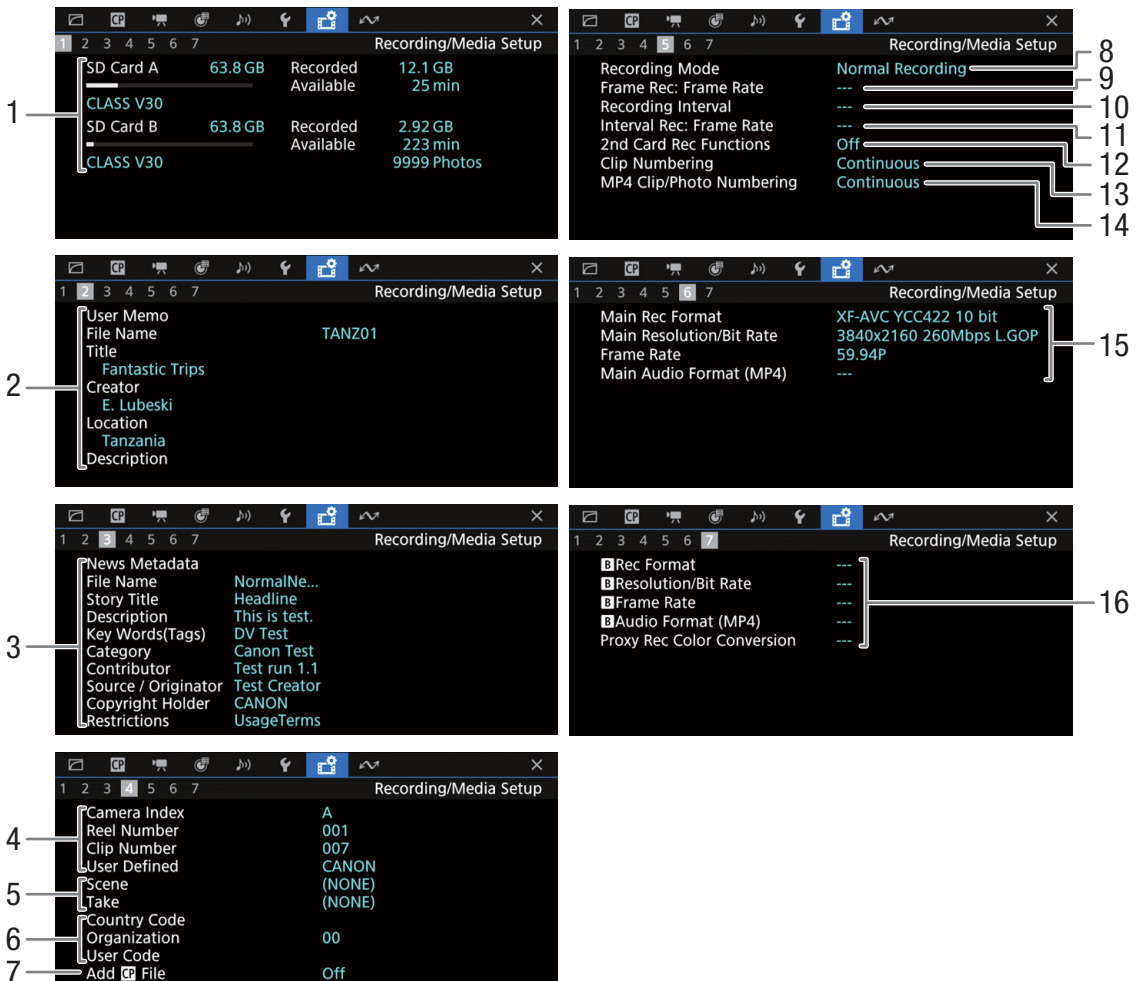 CP
1 2 3 4 5 6 7 Recording/Media Setup
SD Card A 63.8 GB Recorded 12.1 GB
Available 25 min
CLASS V30
SD Card B 63.8 GB Recorded 2.92 GB
Available 223 min
CLASS V30 9999 Photos
1
CP
1 2 3 4 5 6 7 Recording/Media Setup
User Memo
File Name TANZ01
Title
Fantastic Trips
Creator
E. Lubeski
Location
Tanzania
Description
2
CP
1 2 3 4 5 6 7 Recording/Media Setup
News Metadata
File Name NormalNe...
Story Title Headline
Description This is test.
Key Words(Tags) DV Test
Category Canon Test
Contributor Test run 1.1
Source / Originator Test Creator
Copyright Holder CANON
Restrictions UsageTerms
3
CP
1 2 3 4 5 6 7 Recording/Media Setup
Camera Index A
Reel Number 001
Clip Number 007
User Defined CANON
4
Scene (NONE)
Take (NONE)
5
Country Code
Organization 00
User Code
6
7 Add CP File Off
CP
1 2 3 4 5 6 7 Recording/Media Setup
Recording Mode Normal Recording 8
Frame Rec: Frame Rate --- 9
Recording Interval --- 10
Interval Rec: Frame Rate --- 11
2nd Card Rec Functions Off 12
Clip Numbering Continuous 13
MP4 Clip/Photo Numbering Continuous 14
CP
1 2 3 4 5 6 7 Recording/Media Setup
Main Rec Format XF-AVC YCC422 10 bit
Main Resolution/Bit Rate 3840x2160 260Mbps L.GOP
Frame Rate 59.94P
Main Audio Format (MP4) ---
15
CP
1 2 3 4 5 6 7 Recording/Media Setup
B Rec Format ---
B Resolution/Bit Rate ---
B Frame Rate ---
B Audio Format (MP4) ---
Proxy Rec Color Conversion ---
16